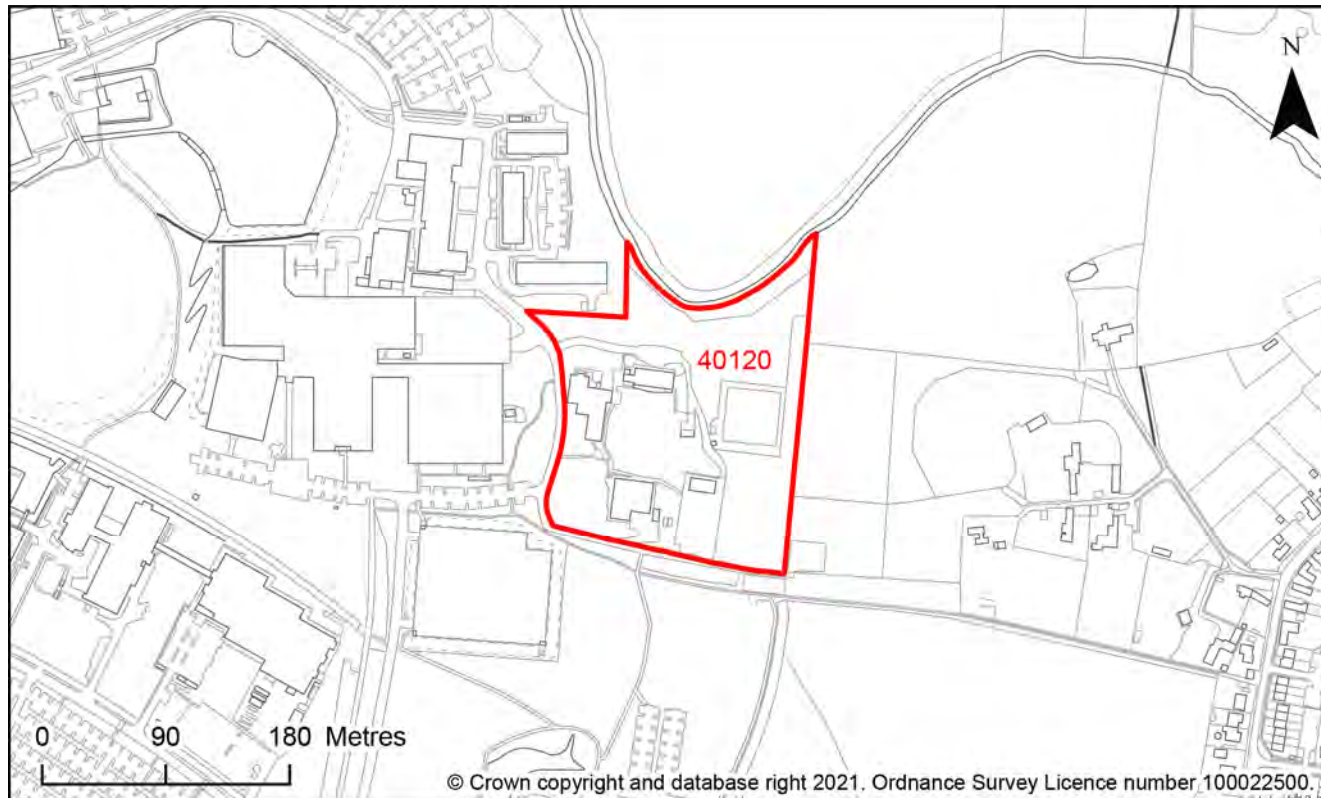 N
40120
0 90 180 Metres
© Crown copyright and database right 2021. Ordnance Survey Licence number 100022500.